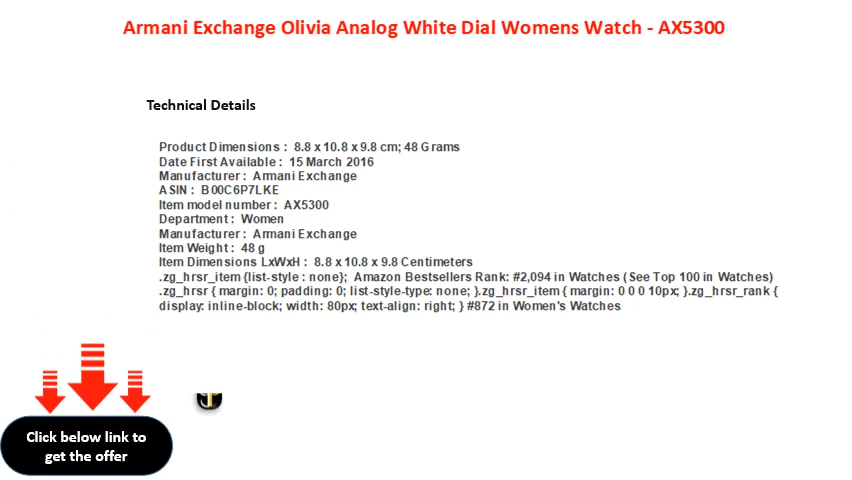 Armani Exchange Olivia Analog White Dial Womens Watch - AX5300
Technical Details
Product Dimensions : 8.8 x 10.8 x 9.8 cm; 48 Grams
Date First Available : 15 March 2016
Manufacturer : Armani Exchange
ASIN : B00C6P7LKE
Item model number : AX5300
Department : Women
Manufacturer : Armani Exchange
Item Weight : 48 g
Item Dimensions LxWxH : 8.8 x 10.8 x 9.8 Centimeters
.zg_hrsr_item {list-style : none}; Amazon Bestsellers Rank: #2,094 in Watches (See Top 100 in Watches)
.zg_hrsr { margin: 0; padding: 0; list-style-type: none; }.zg_hrsr_item { margin: 0 0 0 10px; }.zg_hrsr_rank {
display: inline-block; width: 80px; text-align: right; } #872 in Women's Watches
Click below link to
get the offer